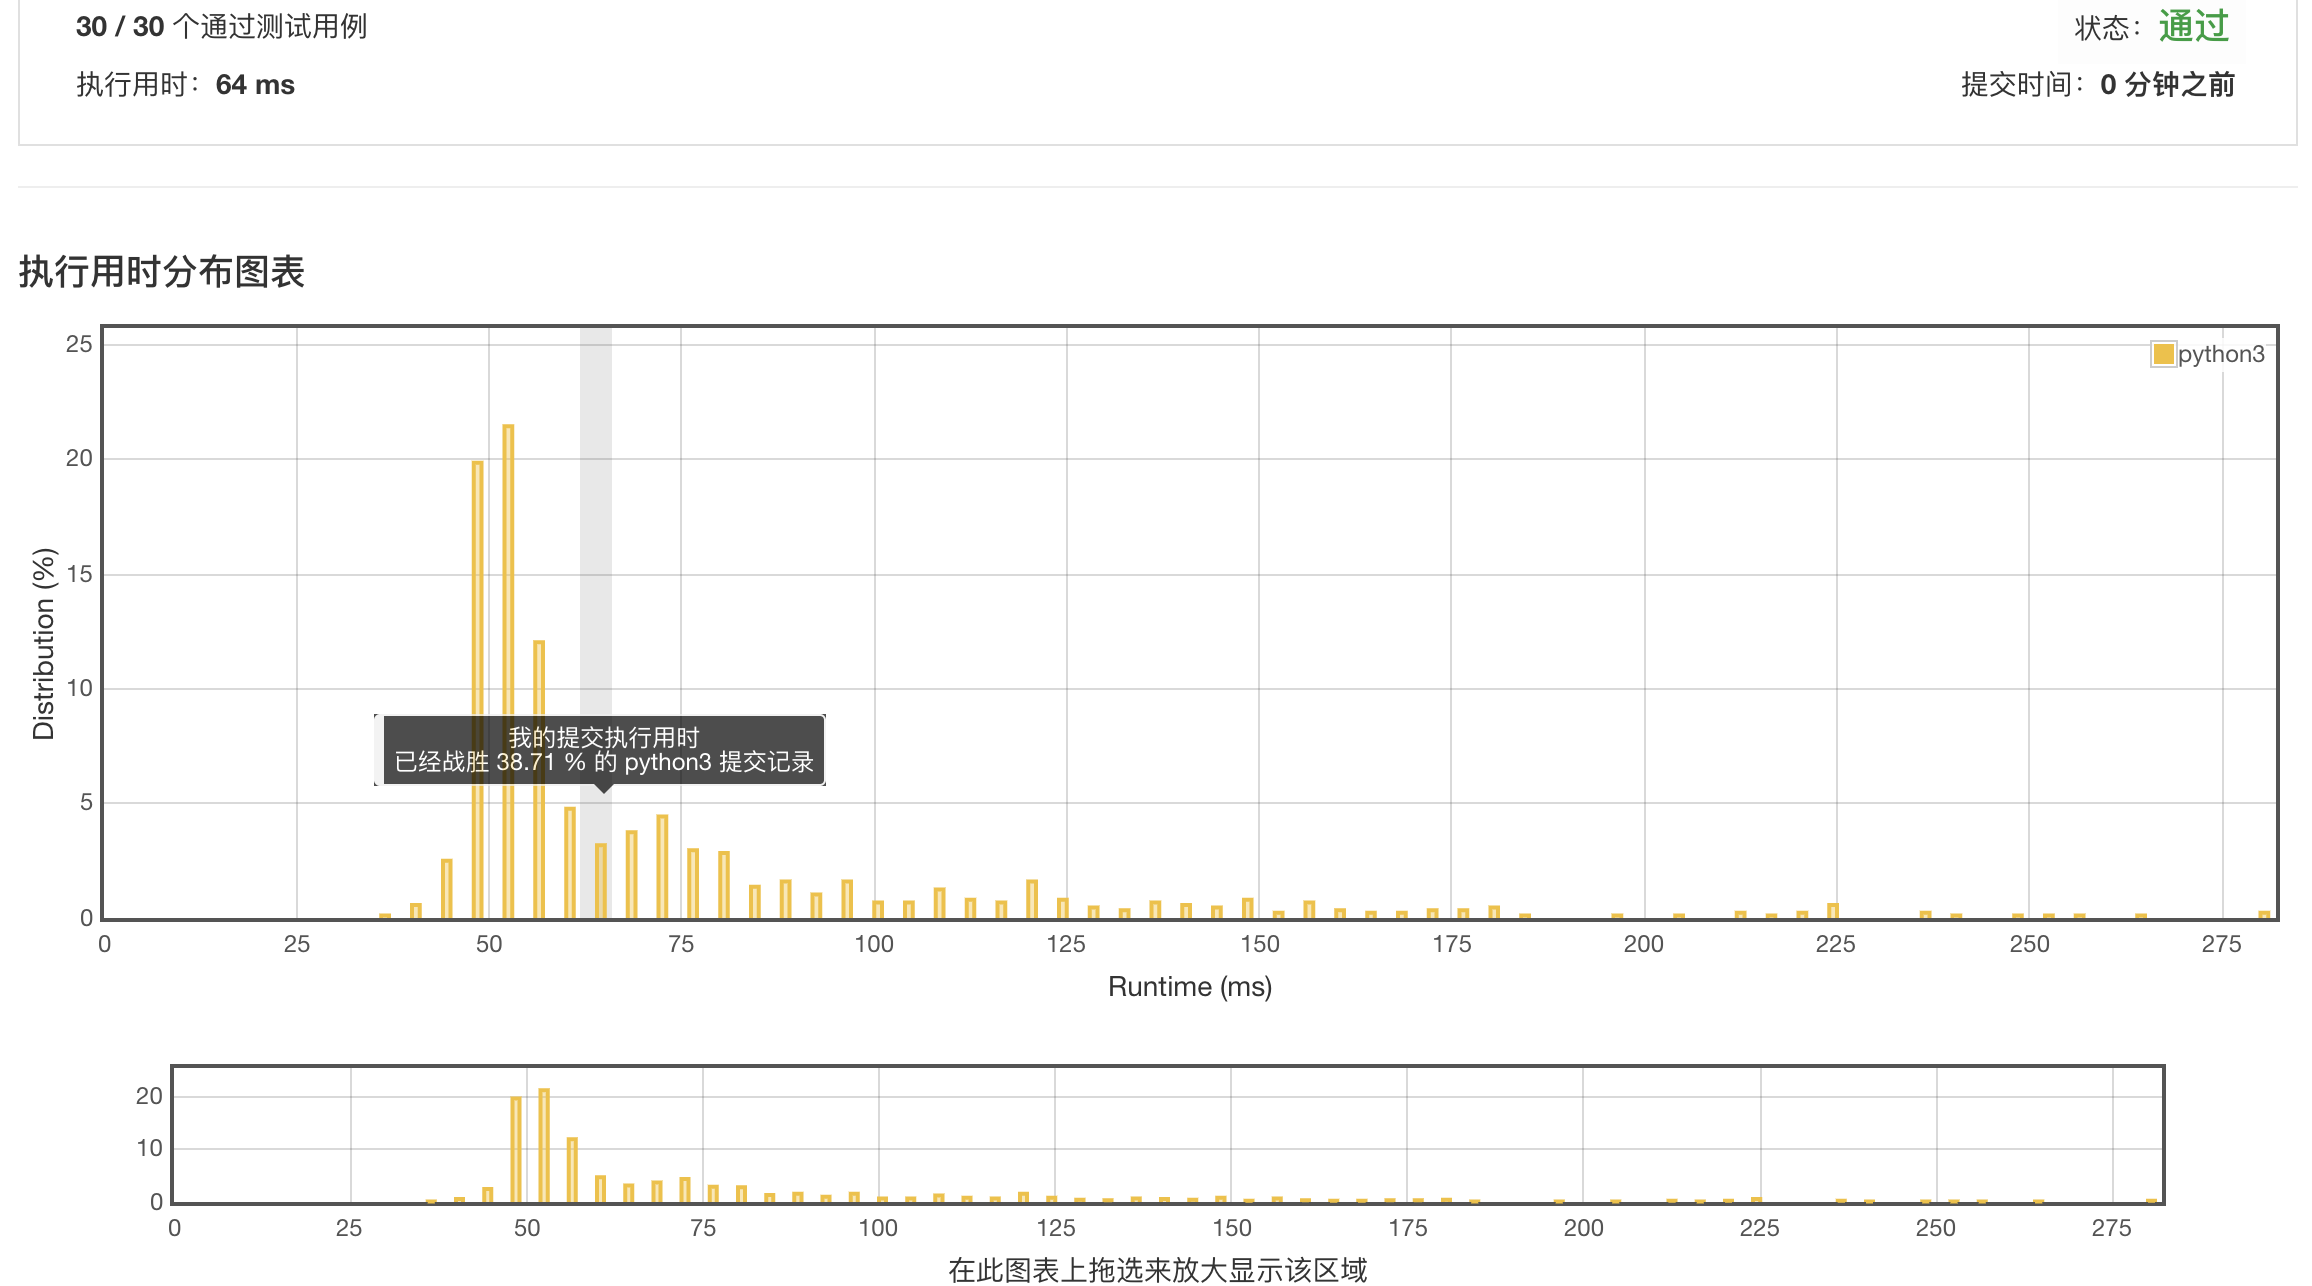 30 / 30 个通过测试用例
状态：通过
执行用时：64 ms
提交时间：0 分钟之前
执行用时分布图表
python3
Distribution (%)
25
20
15
10
5
0
我的提交执行用时
已经战胜 38.71 % 的 python3 提交记录
0 25 50 75 100 125 150 175 200 225 250 275
Runtime (ms)
20
10
0
0 25 50 75 100 125 150 175 200 225 250 275
在此图表上拖选来放大显示该区域